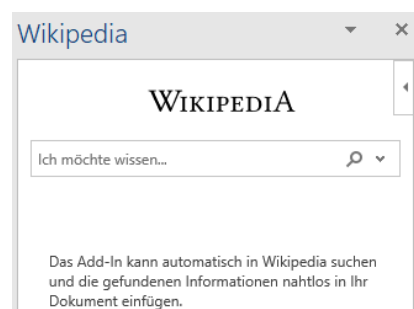 Wikipedia
WIKIPEDIA
Ich möchte wissen...
Das Add-In kann automatisch in Wikipedia suchen
und die gefundenen Informationen nahtlos in Ihr
Dokument einfügen.